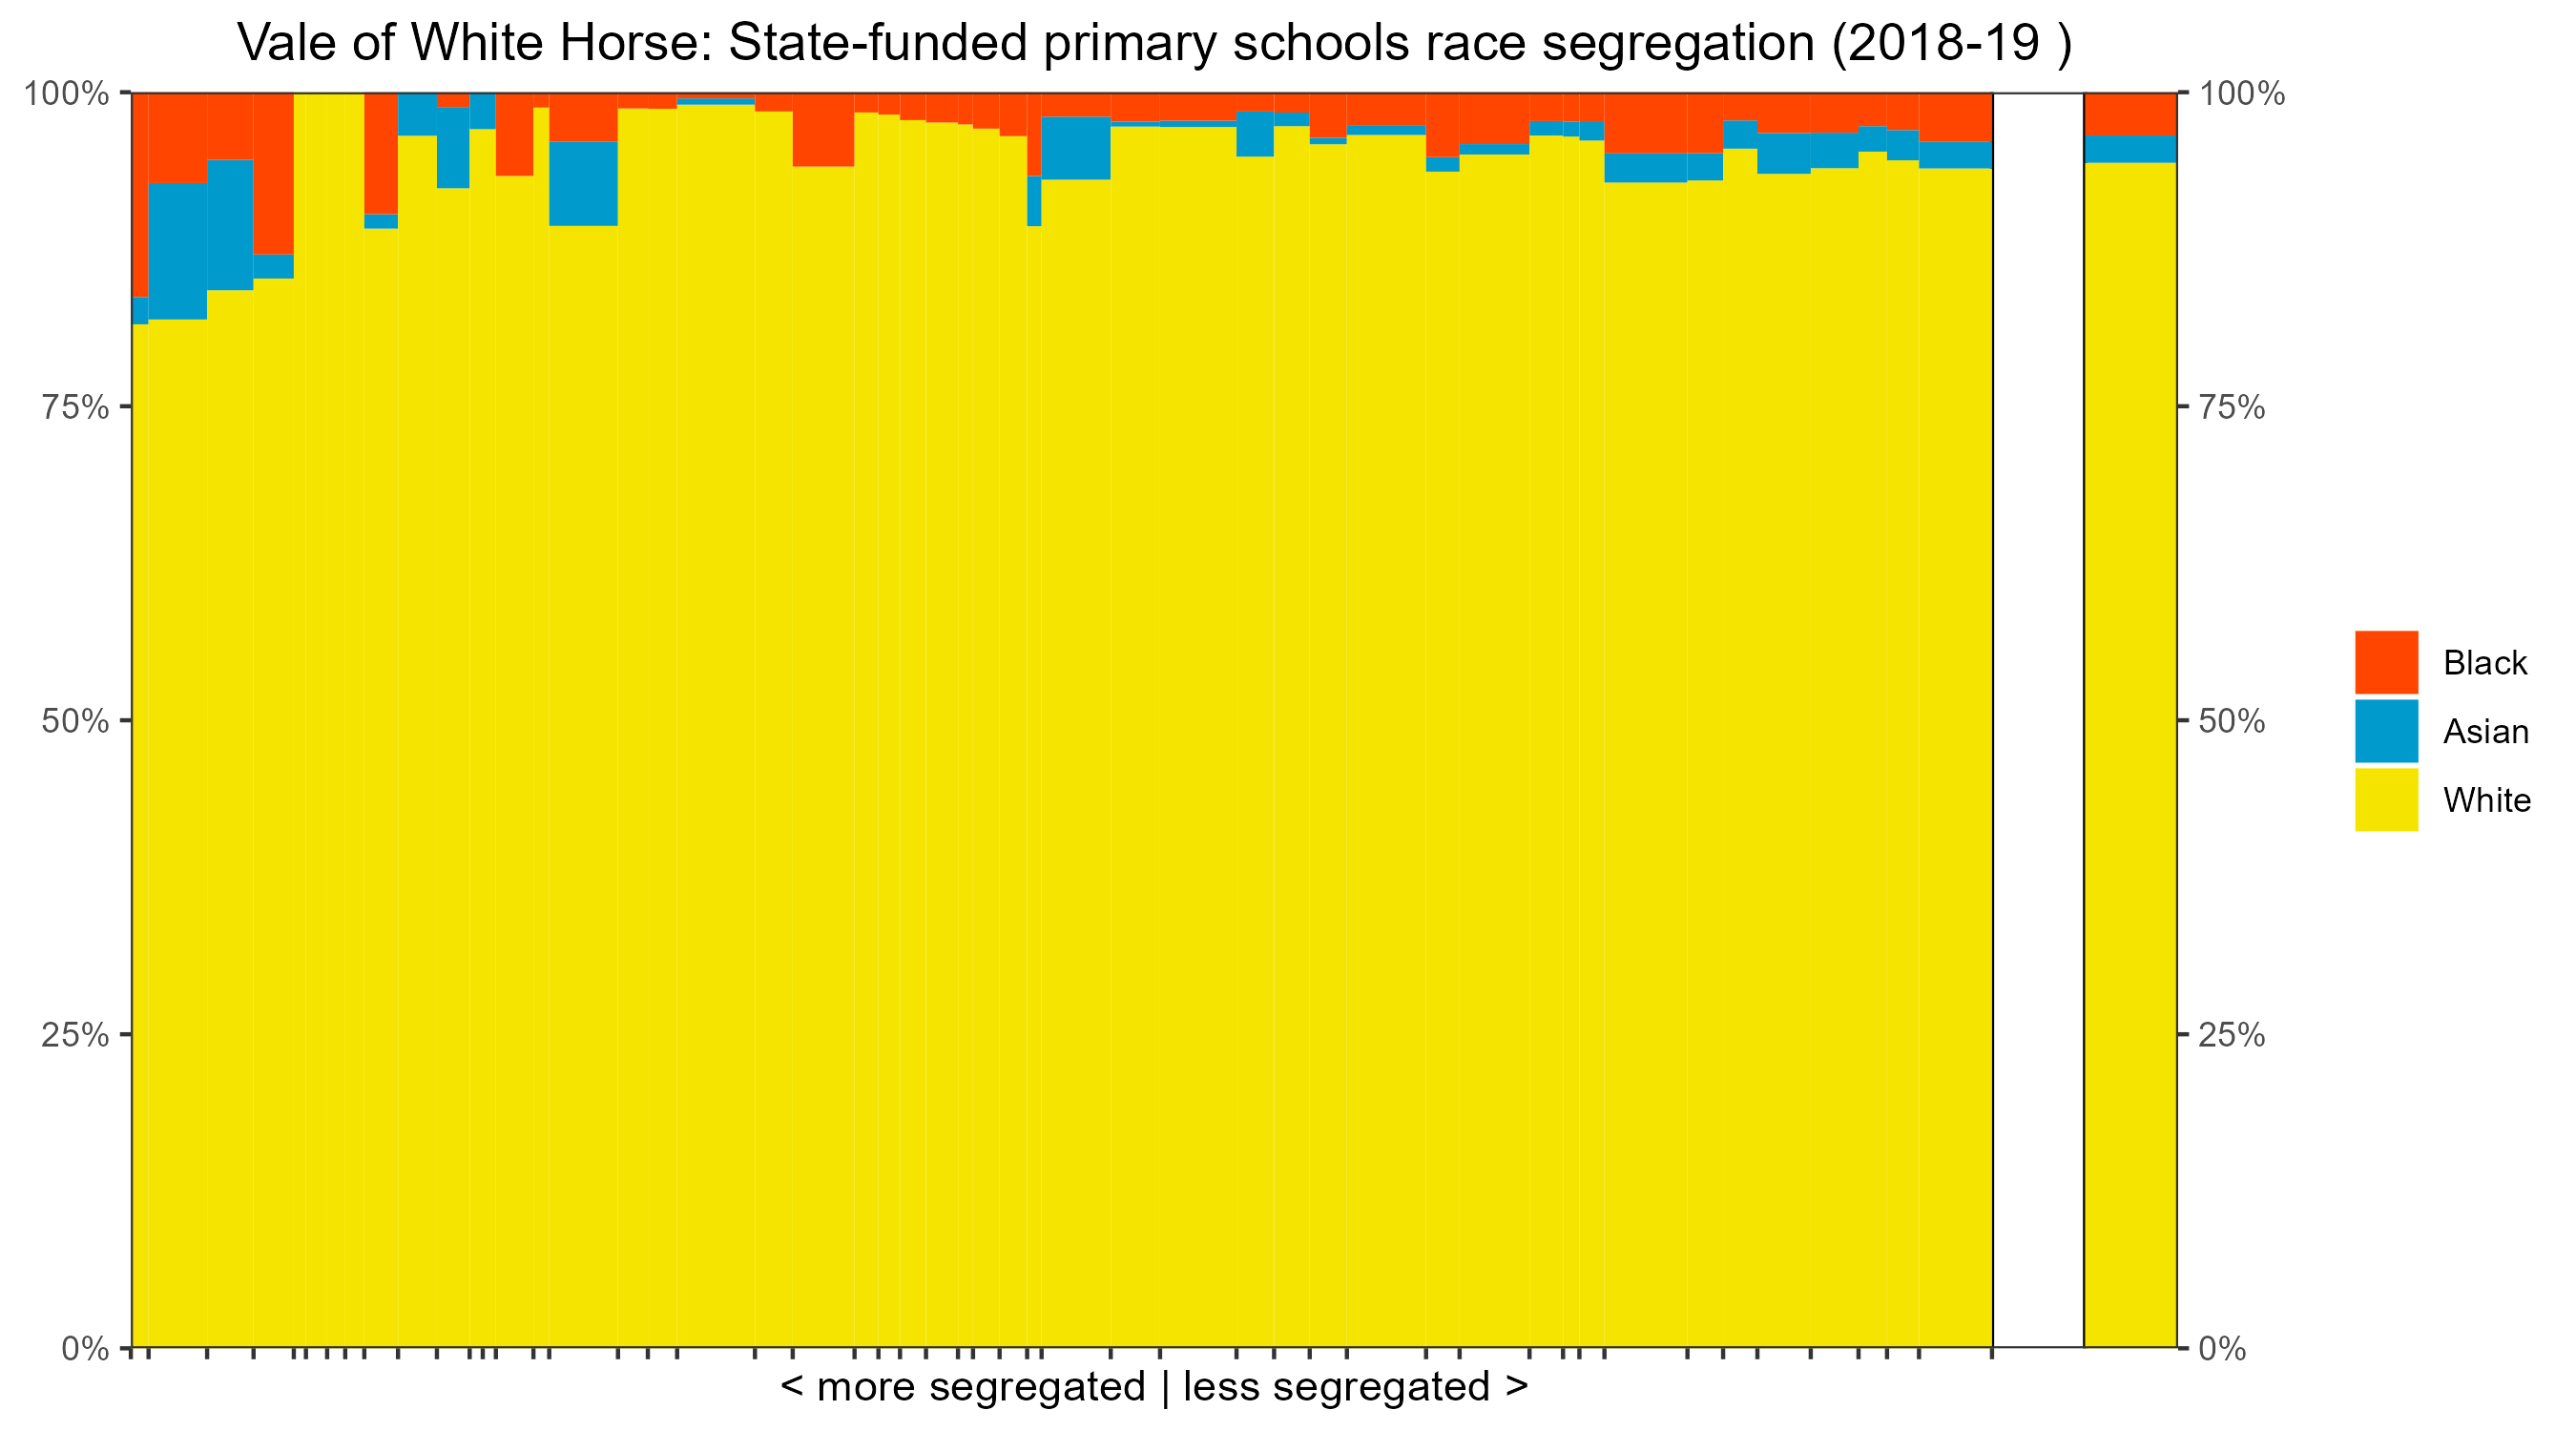 Vale of White Horse: State-funded primary schools race segregation (2018-19 )
100%
75%
50%
25%
0%
100%
75%
50%
25%
0%
Black
Asian
White
< more segregated | less segregated >